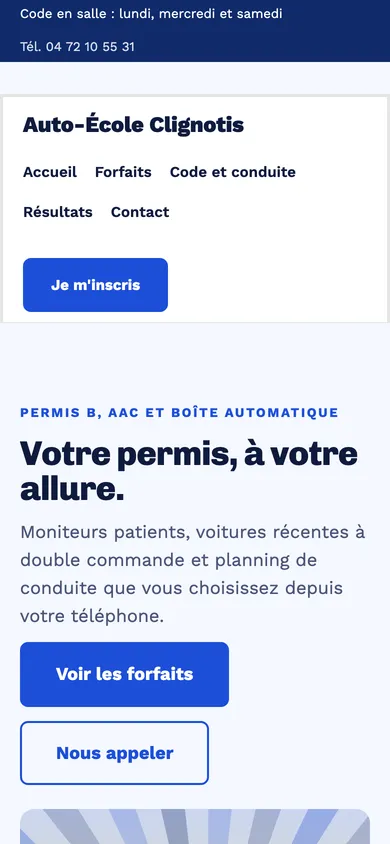 Code en salle : lundi, mercredi et samedi
Tél. 04 72 10 55 31
Auto-École Clignotis
Accueil Forfaits Code et conduite
Résultats Contact
Je m'inscris
PERMIS B, AAC ET BOÎTE AUTOMATIQUE
Votre permis, à votre
allure.
Moniteurs patients, voitures récentes à
double commande et planning de
conduite que vous choisissez depuis
votre téléphone.
Voir les forfaits
Nous appeler